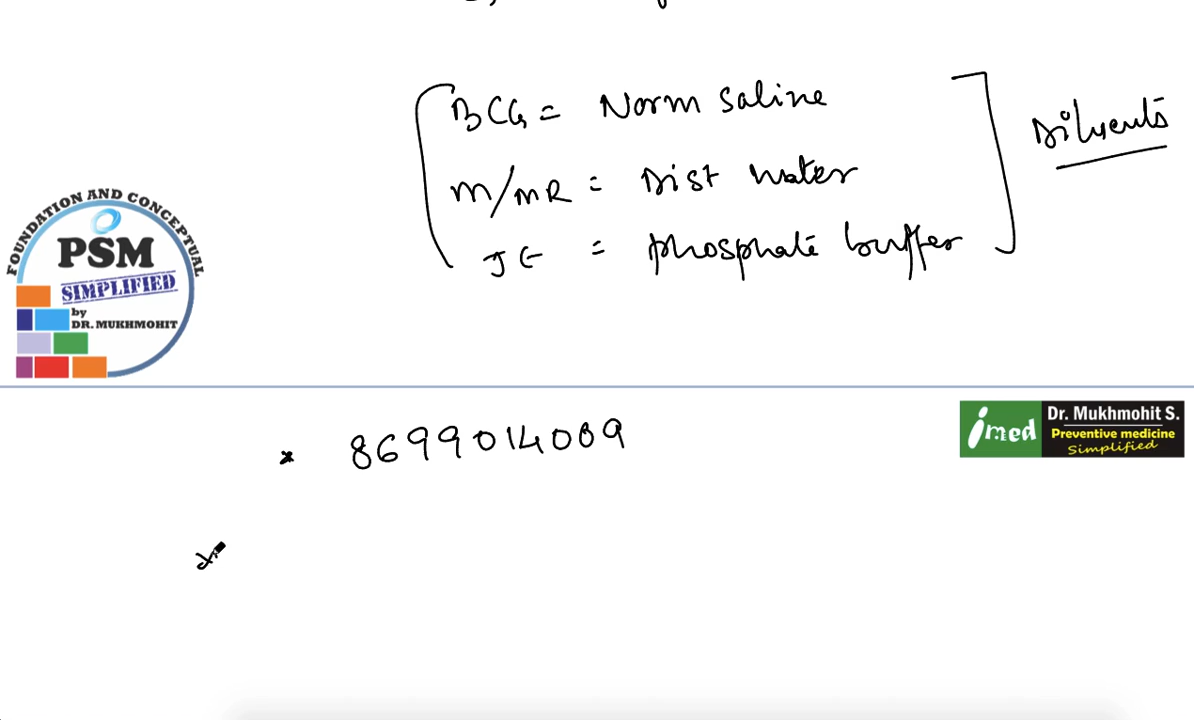 BCG = Norm Saline
M/MR = Dist water
JE = phosphate buffer
Diluents
FOUNDATION AND CONCEPTUAL
PSM
SIMPLIFIED
by
DR. MUKHMOHIT
* 8699014009
imed
Dr. Mukhmohit S.
Preventive medicine
Simplified